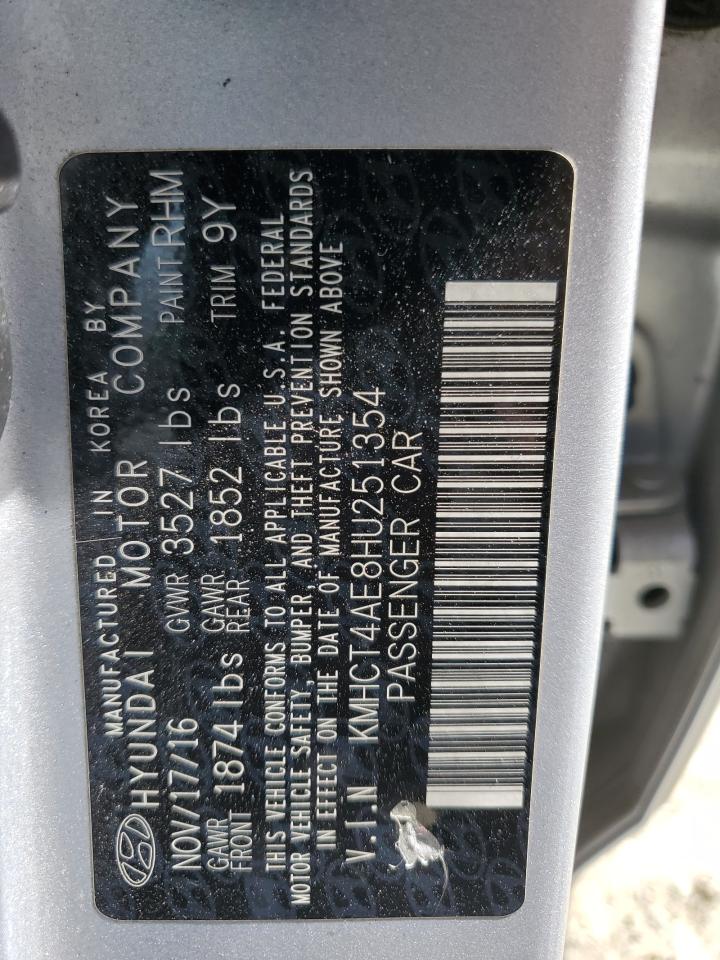 MANUFACTURED IN KOREA BY
HYUNDAI MOTOR COMPANY
NOV/17/16 GVWR 3527 lbs PAINT RHM
GAWR FRONT 1874 lbs GAWR REAR 1852 lbs TRIM 9Y
THIS VEHICLE CONFORMS TO ALL APPLICABLE U.S.A. FEDERAL
MOTOR VEHICLE SAFETY, BUMPER, AND THEFT PREVENTION STANDARDS
IN EFFECT ON THE DATE OF MANUFACTURE SHOWN ABOVE
V.I.N KMHCT4AE8HU251354
PASSENGER CAR